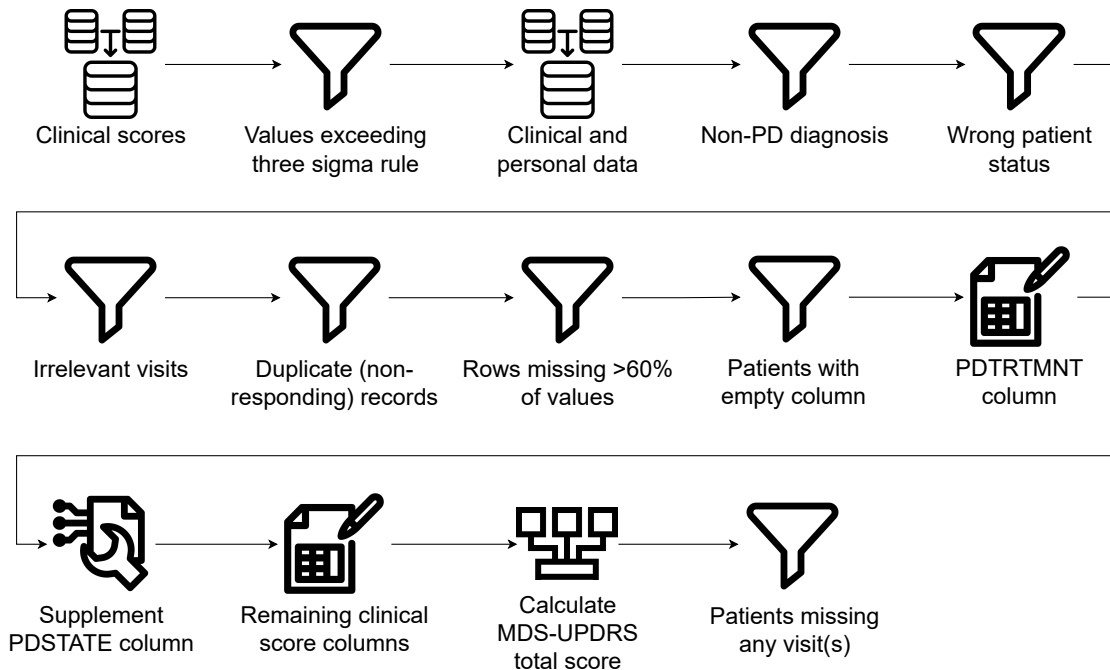 Clinical scores
Values exceeding
three sigma rule
Clinical and
personal data
Non-PD diagnosis
Wrong patient
status
Irrelevant visits
Duplicate (non-
responding) records
Rows missing >60%
of values
Patients with
empty column
PDTRTMNT
column
Supplement
PDSTATE column
Remaining clinical
score columns
Calculate
MDS-UPDRS
total score
Patients missing
any visit(s)